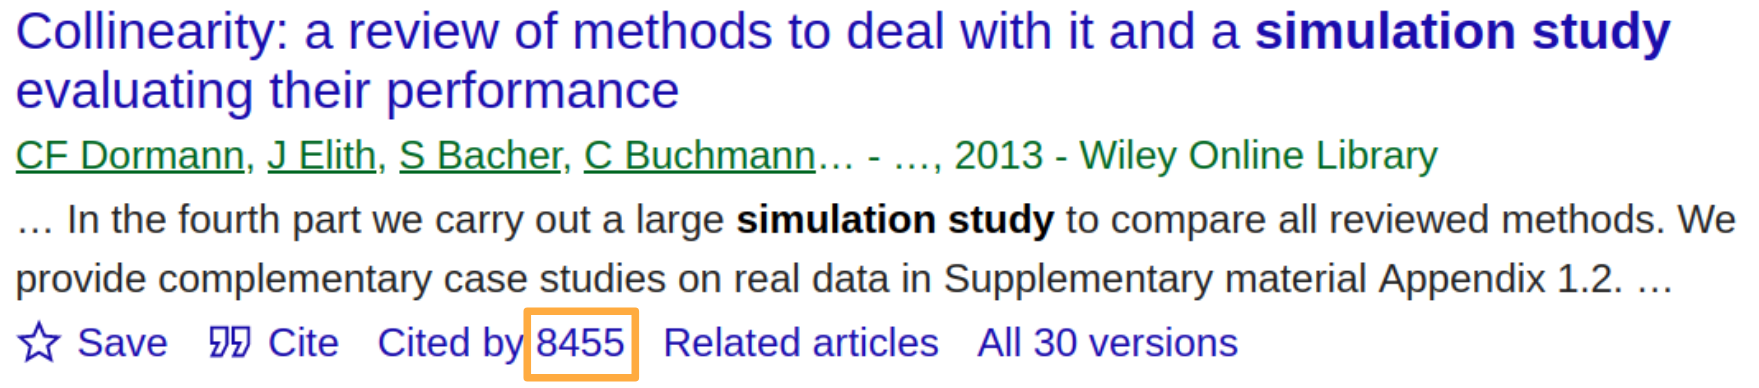 Collinearity: a review of methods to deal with it and a simulation study
evaluating their performance
CF Dormann, J Elith, S Bacher, C Buchmann… - …, 2013 - Wiley Online Library
… In the fourth part we carry out a large simulation study to compare all reviewed methods. We
provide complementary case studies on real data in Supplementary material Appendix 1.2. …
Save Cite Cited by 8455 Related articles All 30 versions